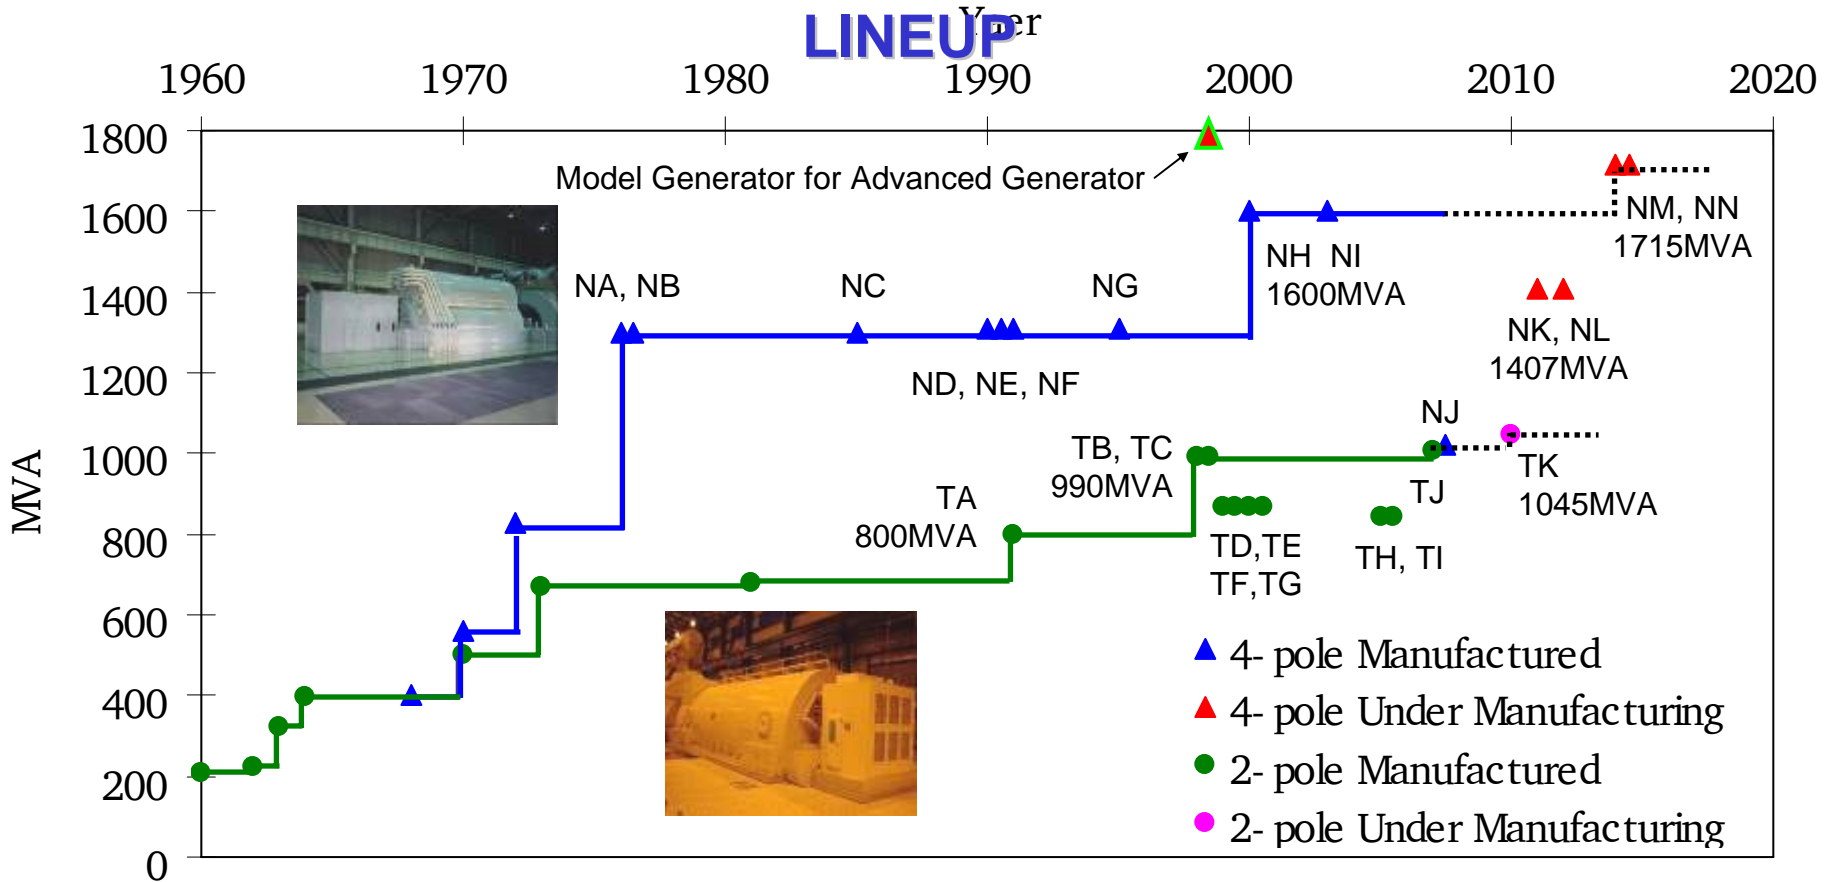 Yaer
LINEUP
1960 1970 1980 1990 2000 2010 2020
1800
Model Generator for Advanced Generator
1600
NM, NN
1715MVA
NH NI
1600MVA
NA, NB
NC
NG
1400
NK, NL
1407MVA
1200
ND, NE, NF
NJ
1000
TB, TC
990MVA
TK
1045MVA
TJ
MVA
TA
800MVA
800
TD,TE
TF,TG
TH, TI
600
4-pole Manufactured
400
4-pole Under Manufacturing
200
2-pole Manufactured
2-pole Under Manufacturing
0